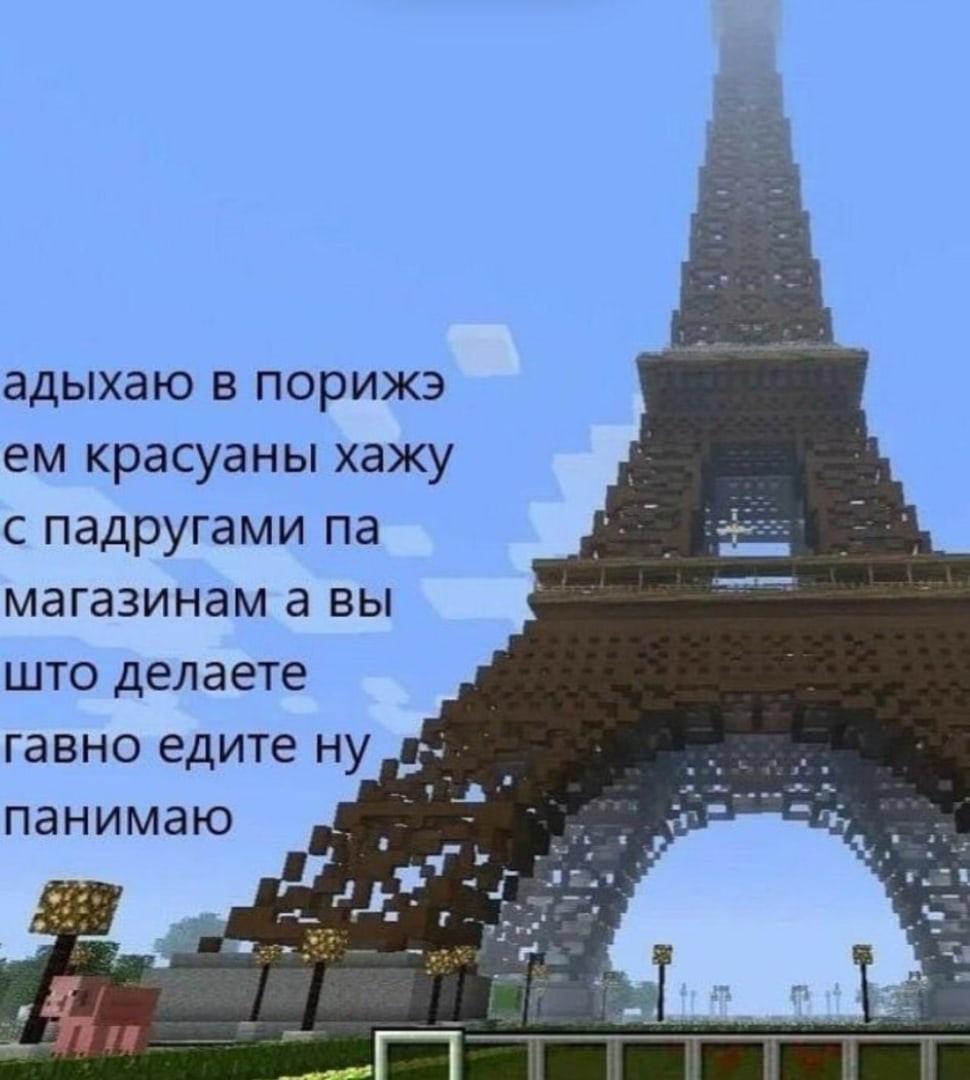 адыхаю в порижэ
ем красуаны хажу
с падругами па
магазинам а вы
што делаете
гавно едите ну
панимаю